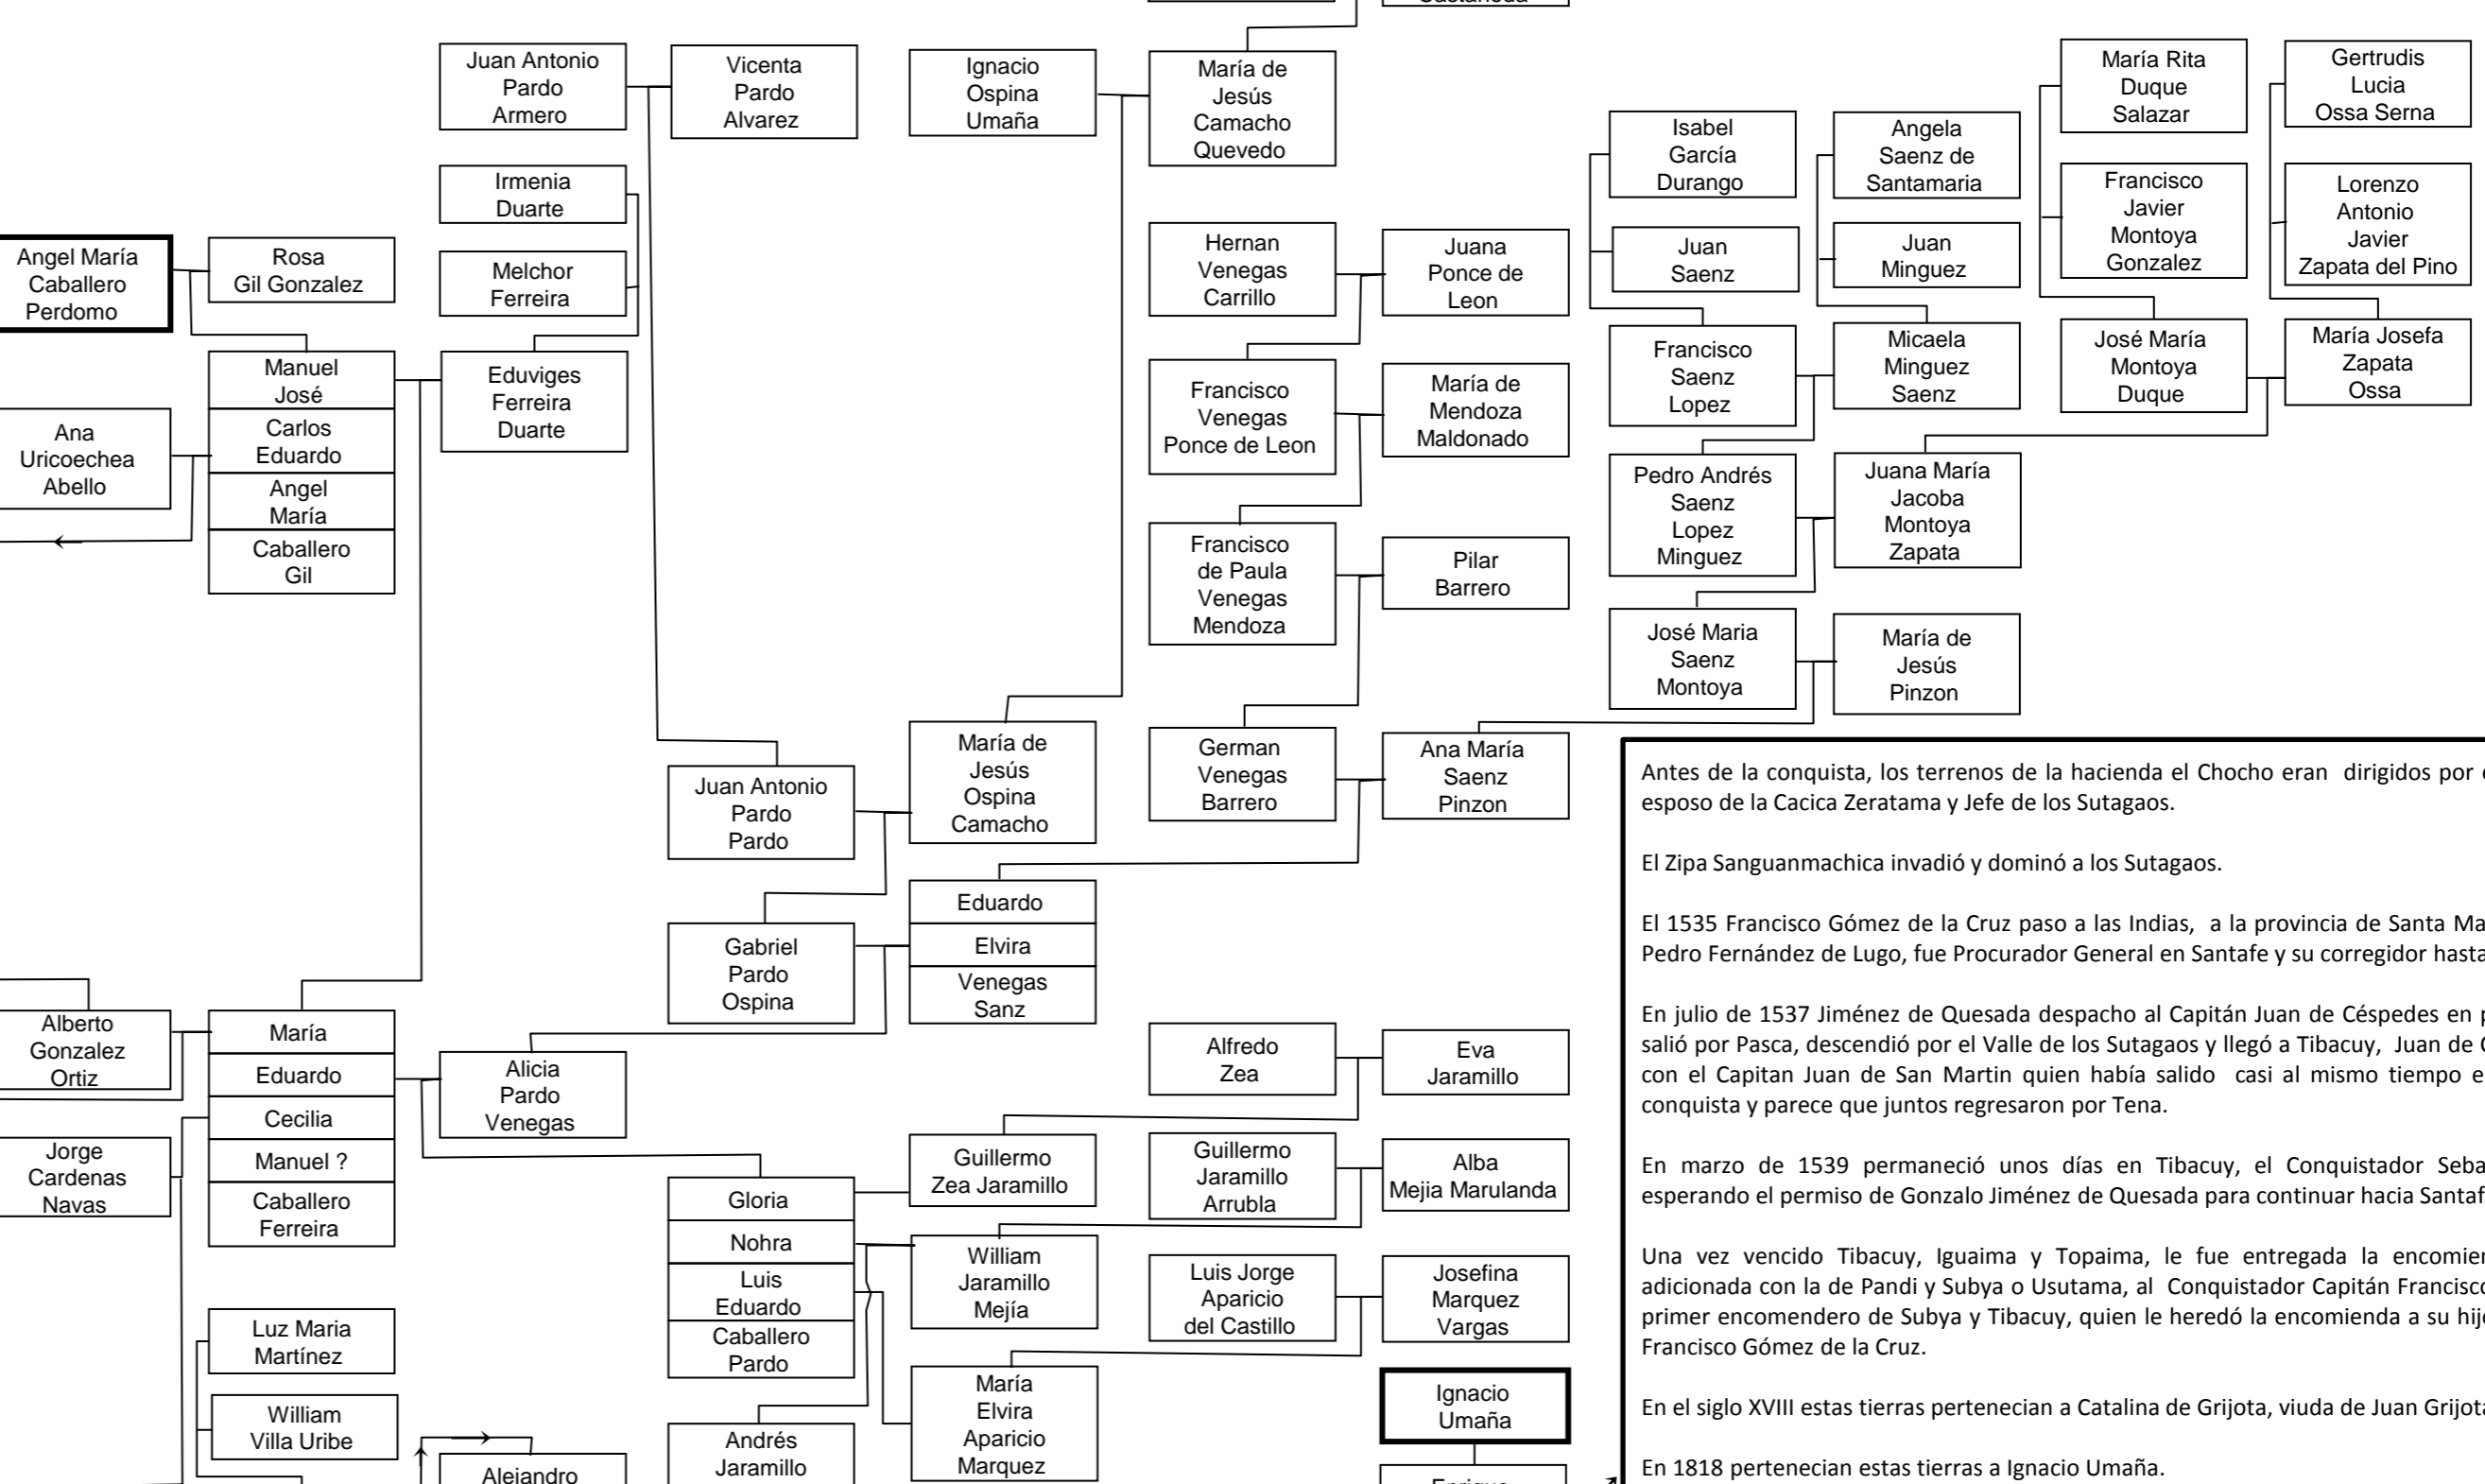 Juan Antonio
Pardo
Armero
Vicenta
Pardo
Alvarez
Ignacio
Ospina
Umaña
María de
Jesús
Camacho
Quevedo
María Rita
Duque
Salazar
Gertrudis
Lucia
Ossa Serna
Isabel
García
Durango
Angela
Saenz de
Santamaria
Irmenia
Duarte
Francisco
Javier
Montoya
Gonzalez
Lorenzo
Antonio
Javier
Zapata del Pino
Angel María
Caballero
Perdomo
Rosa
Gil Gonzalez
Melchor
Ferreira
Hernan
Venegas
Carrillo
Juana
Ponce de
Leon
Juan
Saenz
Juan
Minguez
Manuel
José
Carlos
Eduardo
Angel
María
Caballero
Gil
Eduviges
Ferreira
Duarte
Francisco
Venegas
Ponce de Leon
María de
Mendoza
Maldonado
Francisco
Saenz
Lopez
Micaela
Minguez
Saenz
José María
Montoya
Duque
María Josefa
Zapata
Ossa
Ana
Uricoechea
Abello
Pedro Andrés
Saenz
Lopez
Minguez
Juana María
Jacoba
Montoya
Zapata
Francisco
de Paula
Venegas
Mendoza
Pilar
Barrero
José Maria
Saenz
Montoya
María de
Jesús
Pinzon
Juan Antonio
Pardo
Pardo
María de
Jesús
Ospina
Camacho
German
Venegas
Barrero
Ana María
Saenz
Pinzon
Gabriel
Pardo
Ospina
Eduardo
Elvira
Venegas
Sanz
Alberto
Gonzalez
Ortiz
María
Eduardo
Cecilia
Manuel ?
Caballero
Ferreira
Alicia
Pardo
Venegas
Alfredo
Zea
Eva
Jaramillo
Jorge
Cardenas
Navas
Gloria
Nohra
Luis
Eduardo
Caballero
Pardo
Guillermo
Zea Jaramillo
Guillermo
Jaramillo
Arrubla
Alba
Mejia Marulanda
William
Jaramillo
Mejía
Luis Jorge
Aparicio
del Castillo
Josefina
Marquez
Vargas
Luz Maria
Martínez
William
Villa Uribe
María
Elvira
Aparicio
Marquez
Ignacio
Umaña
Andrés
Jaramillo
Alejandro
Antes de la conquista, los terrenos de la hacienda el Chocho eran dirigidos por
esposo de la Cacica Zeratama y Jefe de los Sutagaos.
El Zipa Sanguanmachica invadió y dominó a los Sutagaos.
El 1535 Francisco Gómez de la Cruz paso a las Indias, a la provincia de Santa Ma
Pedro Fernández de Lugo, fue Procurador General en Santafe y su corregidor hasta
En julio de 1537 Jiménez de Quesada despacho al Capitán Juan de Céspedes en
salió por Pasca, descendió por el Valle de los Sutagaos y llegó a Tibacuy, Juan de
con el Capitan Juan de San Martin quien había salido casi al mismo tiempo e
conquista y parece que juntos regresaron por Tena.
En marzo de 1539 permaneció unos días en Tibacuy, el Conquistador Seba
esperando el permiso de Gonzalo Jiménez de Quesada para continuar hacia Santaf
Una vez vencido Tibacuy, Iguaima y Topaima, le fue entregada la encomien
adicionada con la de Pandi y Subya o Usutama, al Conquistador Capitán Francisco
primer encomendero de Subya y Tibacuy, quien le heredó la encomienda a su hij
Francisco Gómez de la Cruz.
En el siglo XVIII estas tierras pertenecian a Catalina de Grijota, viuda de Juan Grijota
En 1818 pertenecian estas tierras a Ignacio Umaña.